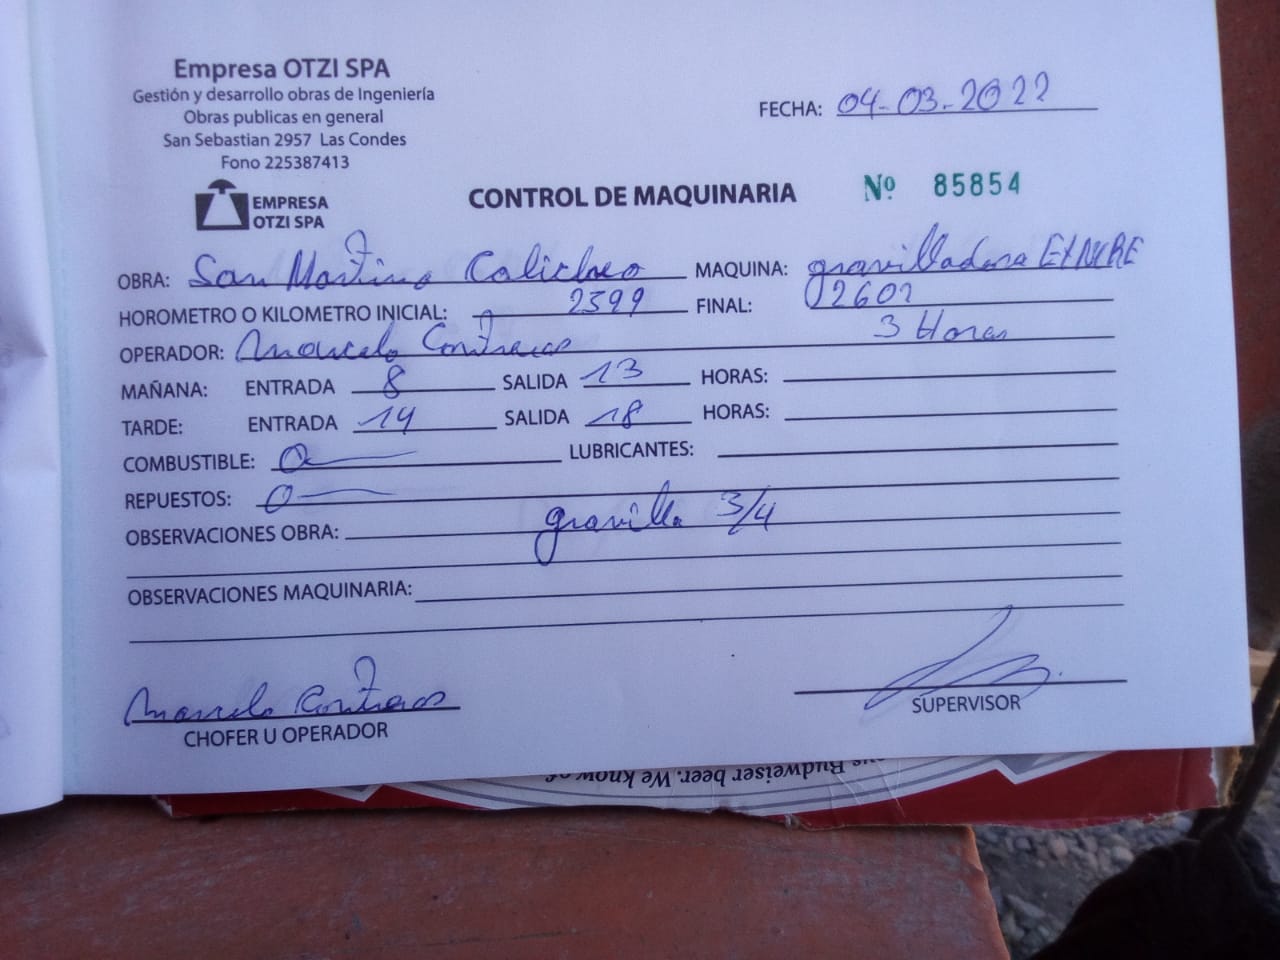 Empresa OTZI SPA
Gestión y desarrollo obras de Ingeniería
Obras publicas en general
San Sebastian 2957 Las Condes
Fono 225387413
FECHA: 04-03-2022
EMPRESA
OTZI SPA
CONTROL DE MAQUINARIA
Nº 85854
OBRA: San Martino MAQUINA: gravilladora
HOROMETRO O KILOMETRO INICIAL: 2599 FINAL: 2602
3 Horas
OPERADOR: Marcelo Contreras
MAÑANA: ENTRADA 8 SALIDA 13 HORAS:
TARDE: ENTRADA 14 SALIDA 18 HORAS:
COMBUSTIBLE: 0 LUBRICANTES:
REPUESTOS: 0
OBSERVACIONES OBRA: gravilla 3/4
OBSERVACIONES MAQUINARIA:
Marcelo Contreras
CHOFER U OPERADOR
SUPERVISOR
Budweiser beer. We know of